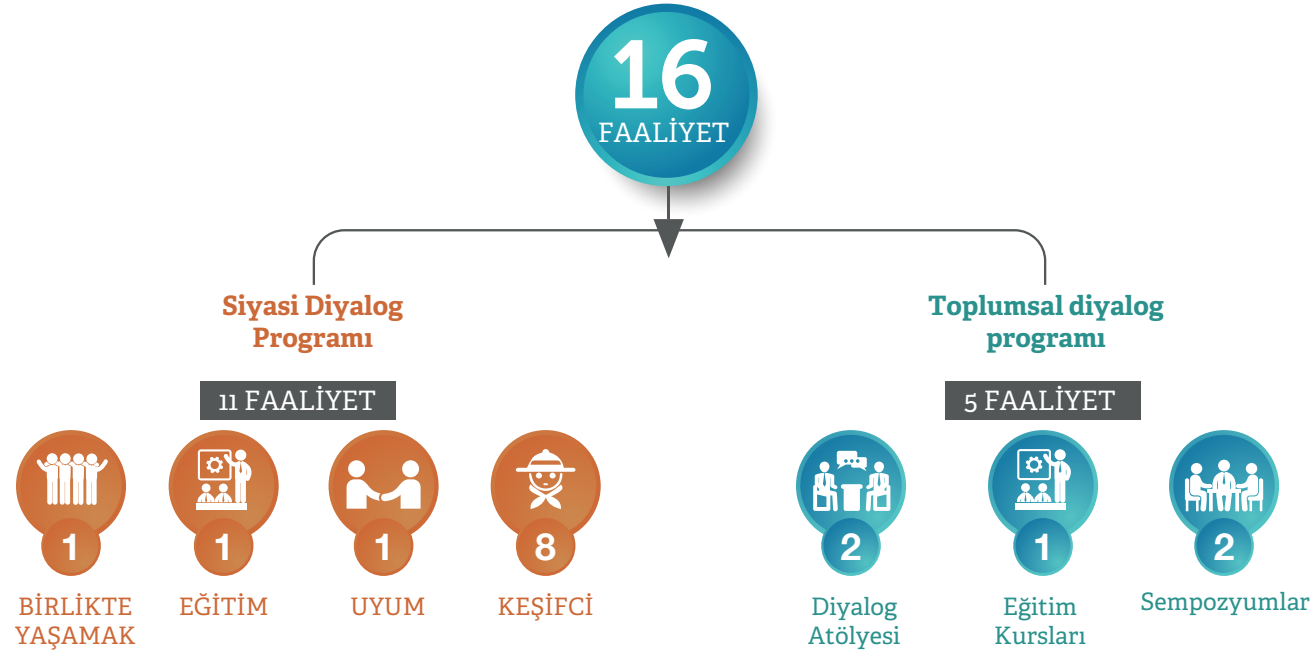 16
FAALİYET
Siyasi Diyalog
Programı
11 FAALİYET
1
BİRLİKTE
YAŞAMAK
1
EĞİTİM
1
UYUM
8
KEŞİFCİ
Toplumsal diyalog
programı
5 FAALİYET
2
Diyalog
Atölyesi
1
Eğitim
Kursları
2
Sempozyumlar